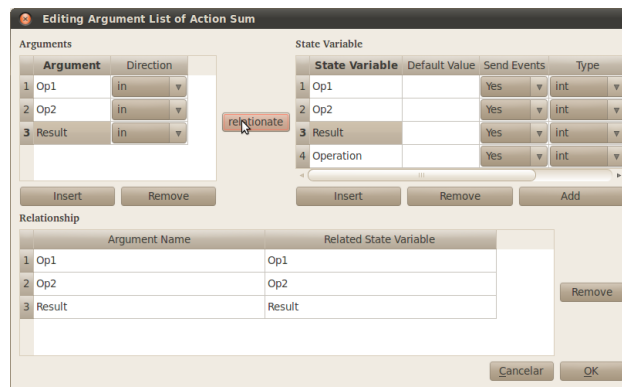 Editing Argument List of Action Sum
Arguments
Argument Direction
1 Op1 in
2 Op2 in
3 Result in
Insert Remove
relationate
State Variable
State Variable Default Value Send Events Type
1 Op1 Yes int
2 Op2 Yes int
3 Result Yes int
4 Operation Yes int
Insert Remove Add
Relationship
Argument Name Related State Variable
1 Op1 Op1
2 Op2 Op2
3 Result Result
Remove
Cancelar OK